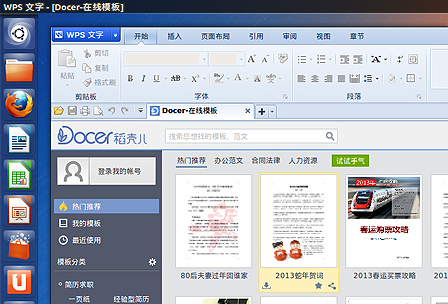 WPS 文字 - [Docer-在线模板]
WPS 文字
开始 插入 页面布局 引用 审阅 视图 章节
粘贴
剪切
复制
格式刷
剪贴板 字体 段落
Docer-在线模板
Docer稻壳儿
搜索您想找的模板、范文
登录我的帐号
热门推荐 办公范文 合同法律 人力资源 试试手气
热门推荐
我的模板
最近使用
模板分类
简历求职
一页纸 经验型简历
80后夫妻过年回谁家
2013蛇年贺词
2013年
春运购票攻略
2013春运买票攻略